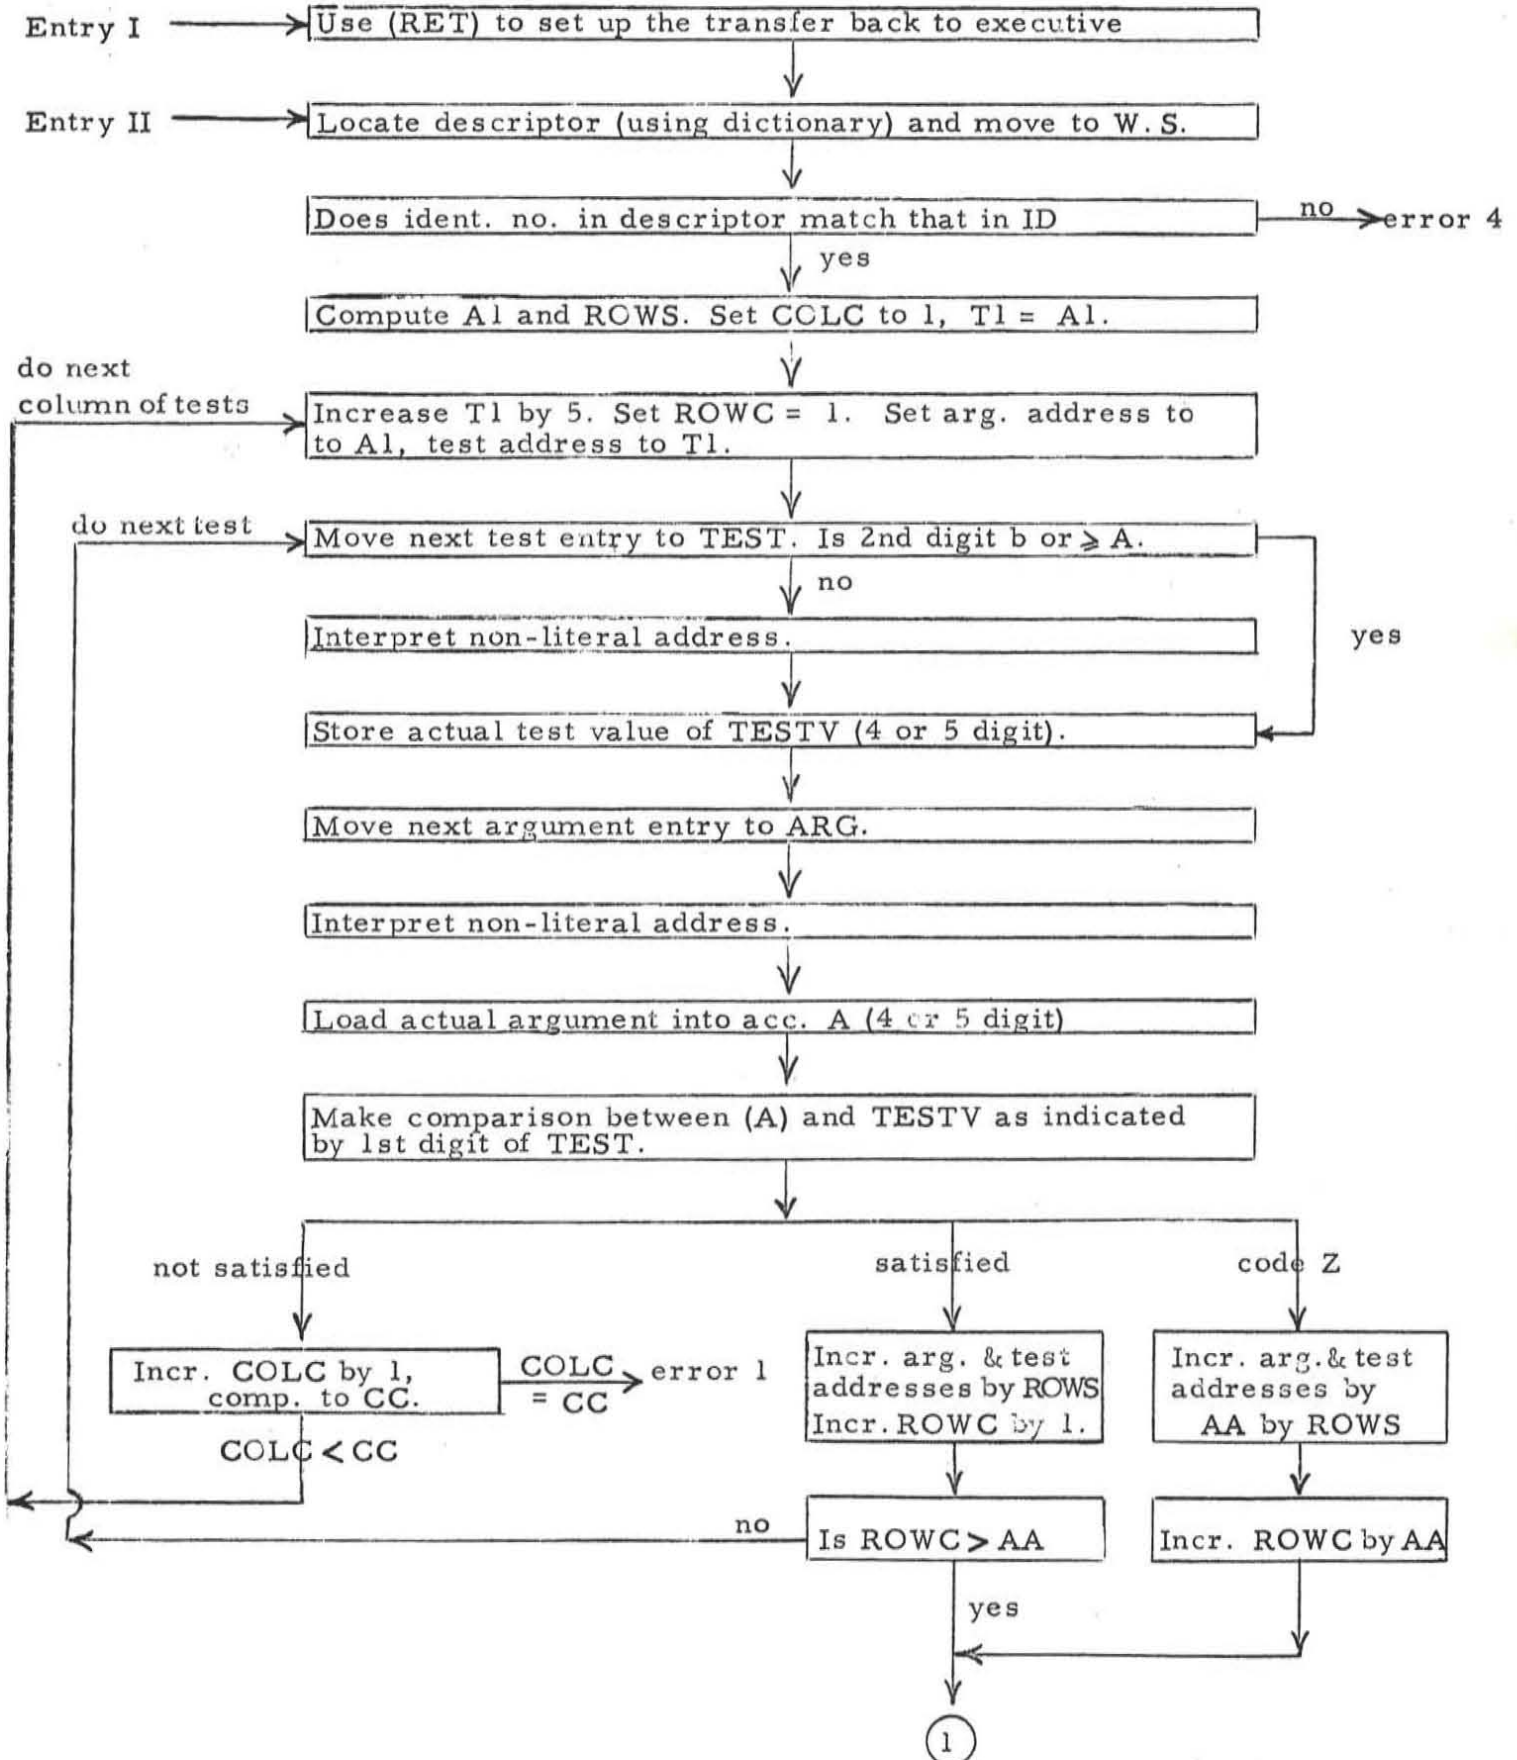 Entry I
Use (RET) to set up the transfer back to executive
Entry II
Locate descriptor (using dictionary) and move to W.S.
Does ident. no. in descriptor match that in ID
no
error 4
yes
Compute A1 and ROWS. Set COLC to 1, T1 = A1.
do next
column of tests
Increase T1 by 5. Set ROWC = 1. Set arg. address to
to A1, test address to T1.
do next test
Move next test entry to TEST. Is 2nd digit b or ⩾ A.
no
yes
Interpret non-literal address.
Store actual test value of TESTV (4 or 5 digit).
Move next argument entry to ARG.
Interpret non-literal address.
Load actual argument into acc. A (4 or 5 digit)
Make comparison between (A) and TESTV as indicated
by 1st digit of TEST.
not satisfied
satisfied
code Z
Incr. COLC by 1,
comp. to CC.
COLC
= CC
error 1
COLC < CC
Incr. arg. & test
addresses by ROWS
Incr. ROWC by 1.
Incr. arg. & test
addresses by
AA by ROWS
no
Is ROWC > AA
Incr. ROWC by AA
yes
1